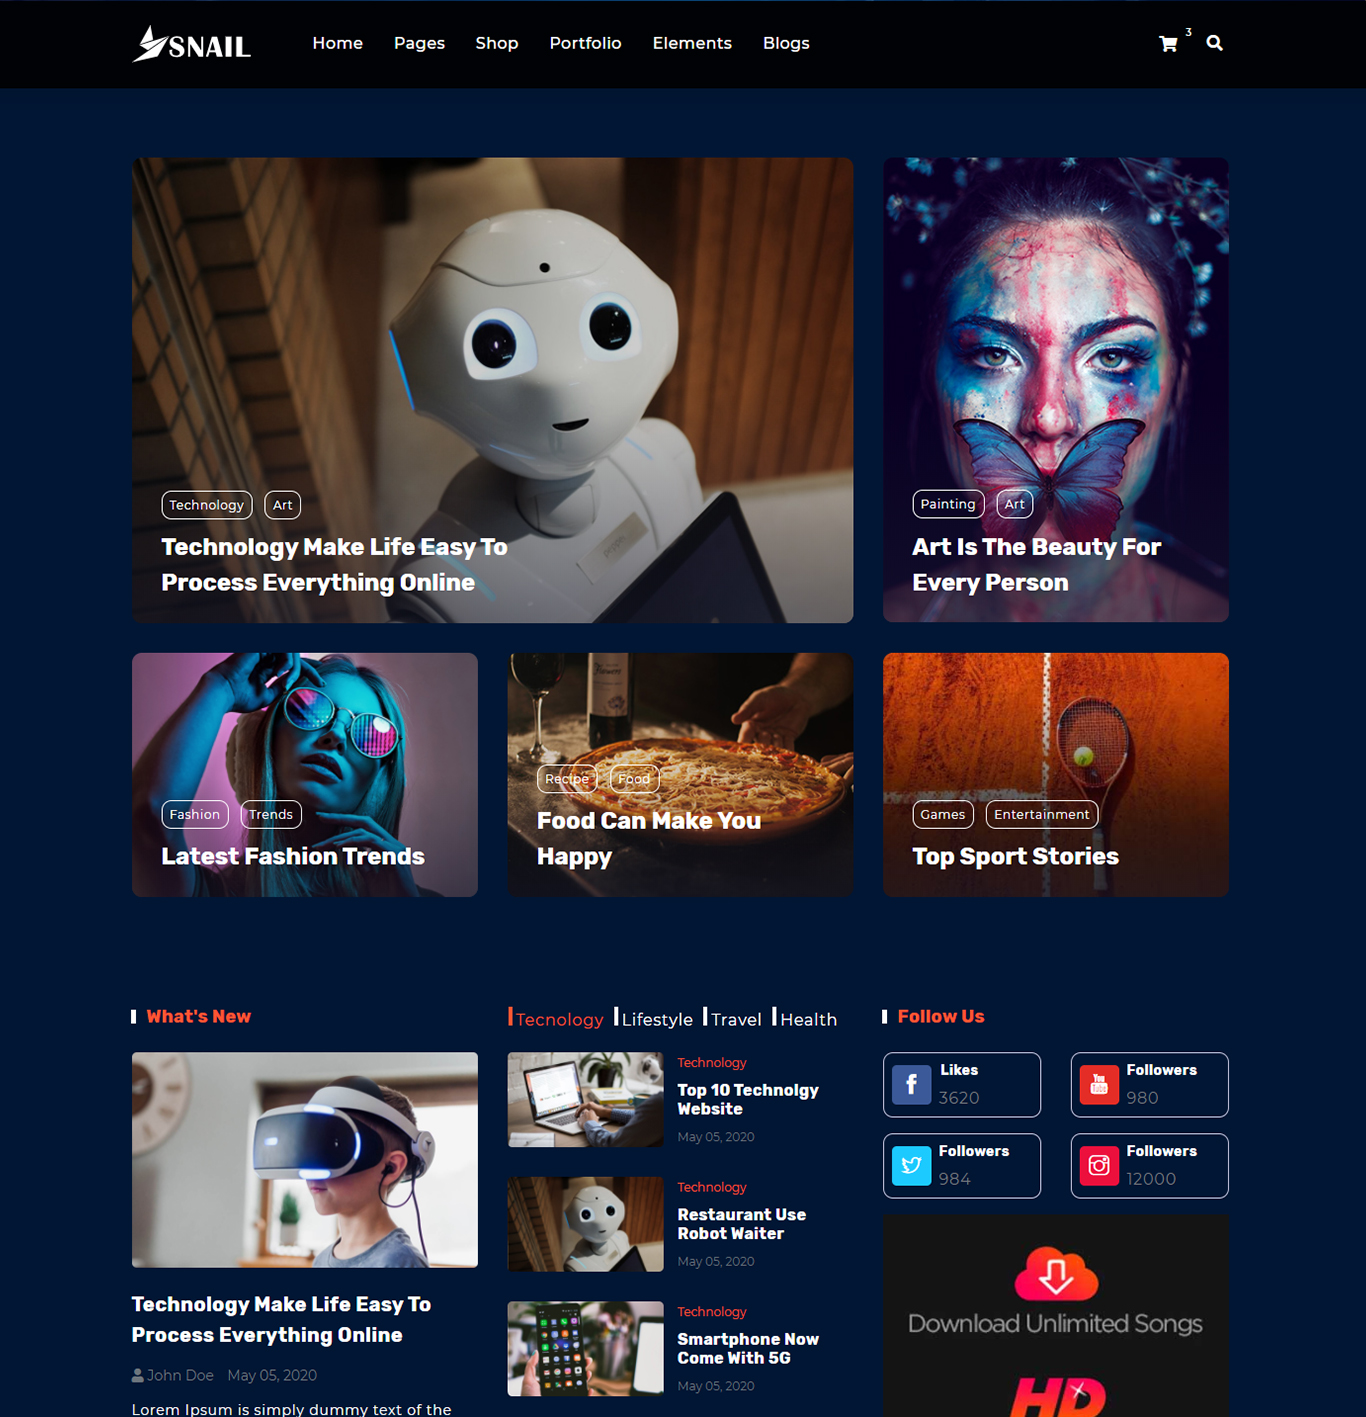 SNAIL
Home Pages Shop Portfolio Elements Blogs
3
Technology Art
Technology Make Life Easy To
Process Everything Online
Painting Art
Art Is The Beauty For
Every Person
Fashion Trends
Latest Fashion Trends
Recipe Food
Food Can Make You
Happy
Games Entertainment
Top Sport Stories
What's New
Technology Make Life Easy To
Process Everything Online
John Doe May 05, 2020
Lorem Ipsum is simply dummy text of the
Tecnology Lifestyle Travel Health
Technology
Top 10 Technolgy
Website
May 05, 2020
Technology
Restaurant Use
Robot Waiter
May 05, 2020
Technology
Smartphone Now
Come With 5G
May 05, 2020
Follow Us
Likes
3620
You
Tube
Followers
980
Followers
984
Followers
12000
Download Unlimited Songs
HD